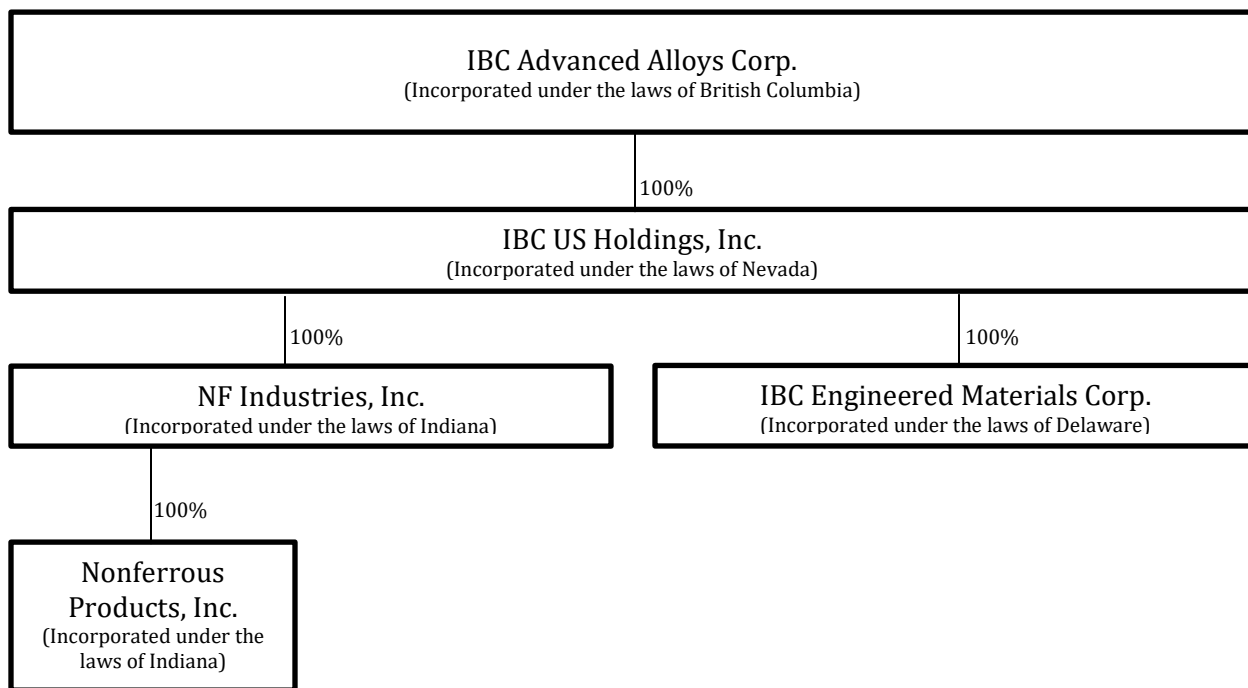 IBC Advanced Alloys Corp.
(Incorporated under the laws of British Columbia)
100%
IBC US Holdings, Inc.
(Incorporated under the laws of Nevada)
100%
100%
NF Industries, Inc.
(Incorporated under the laws of Indiana)
IBC Engineered Materials Corp.
(Incorporated under the laws of Delaware)
100%
Nonferrous
Products, Inc.
(Incorporated under the
laws of Indiana)